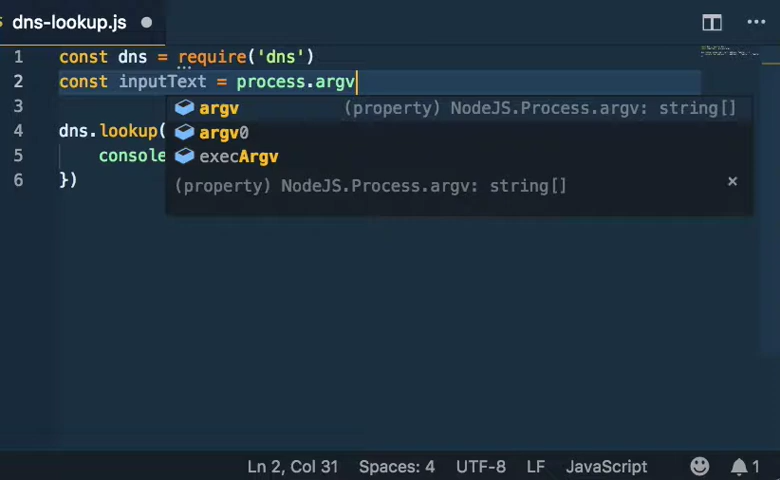 dns-lookup.js
1 const dns = require('dns')
2 const inputText = process.argv
3
argv (property) NodeJS.Process.argv: string[]
4 dns.lookup(
argv0
5 console
execArgv
6 })
(property) NodeJS.Process.argv: string[] ×
Ln 2, Col 31 Spaces: 4 UTF-8 LF JavaScript 1